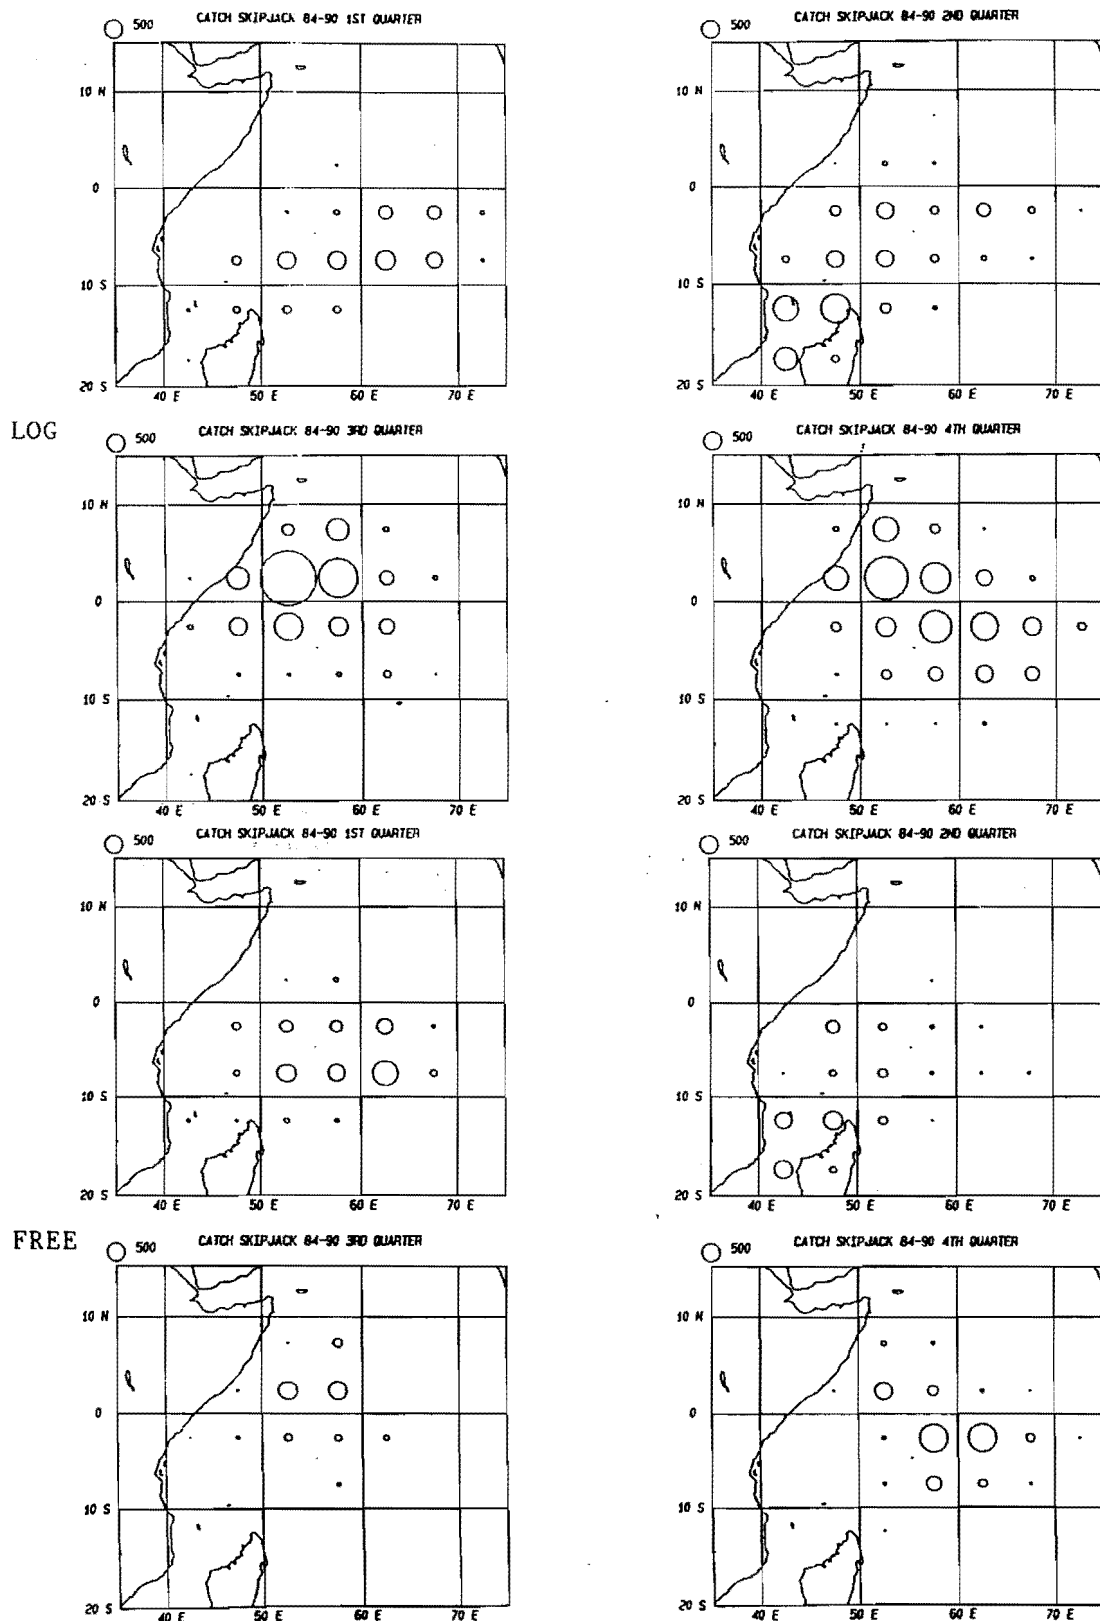 500 CATCH SKIPJACK 84-90 1ST QUARTER
10 N
0
10 S
20 S
40 E 50 E 60 E 70 E
500 CATCH SKIPJACK 84-90 2ND QUARTER
10 N
0
10 S
20 S
40 E 50 E 60 E 70 E
LOG
500 CATCH SKIPJACK 84-90 3RD QUARTER
10 N
0
10 S
20 S
40 E 50 E 60 E 70 E
500 CATCH SKIPJACK 84-90 4TH QUARTER
10 N
0
10 S
20 S
40 E 50 E 60 E 70 E
500 CATCH SKIPJACK 84-90 1ST QUARTER
10 N
0
10 S
20 S
40 E 50 E 60 E 70 E
500 CATCH SKIPJACK 84-90 2ND QUARTER
10 N
0
10 S
20 S
40 E 50 E 60 E 70 E
FREE
500 CATCH SKIPJACK 84-90 3RD QUARTER
10 N
0
10 S
20 S
40 E 50 E 60 E 70 E
500 CATCH SKIPJACK 84-90 4TH QUARTER
10 N
0
10 S
20 S
40 E 50 E 60 E 70 E